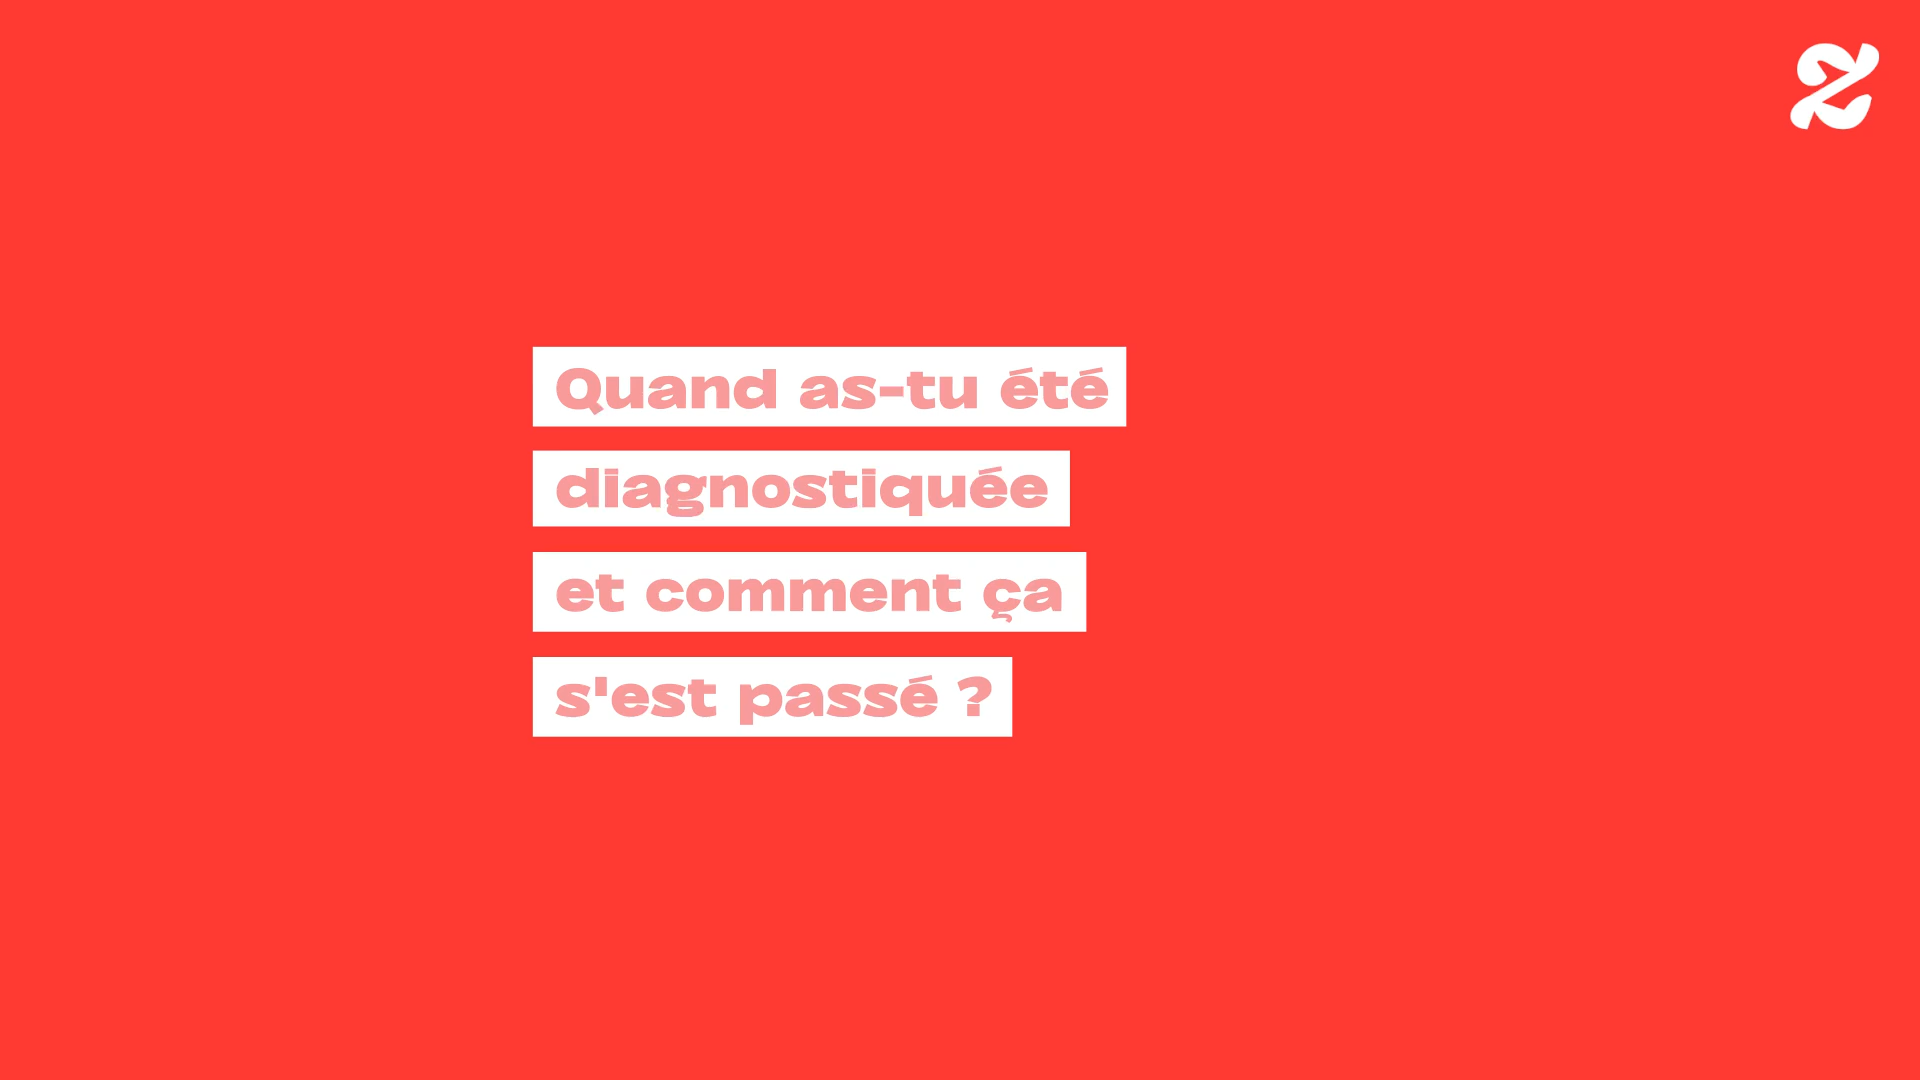 Quand as-tu été
diagnostiquée
et comment ça
s'est passé ?